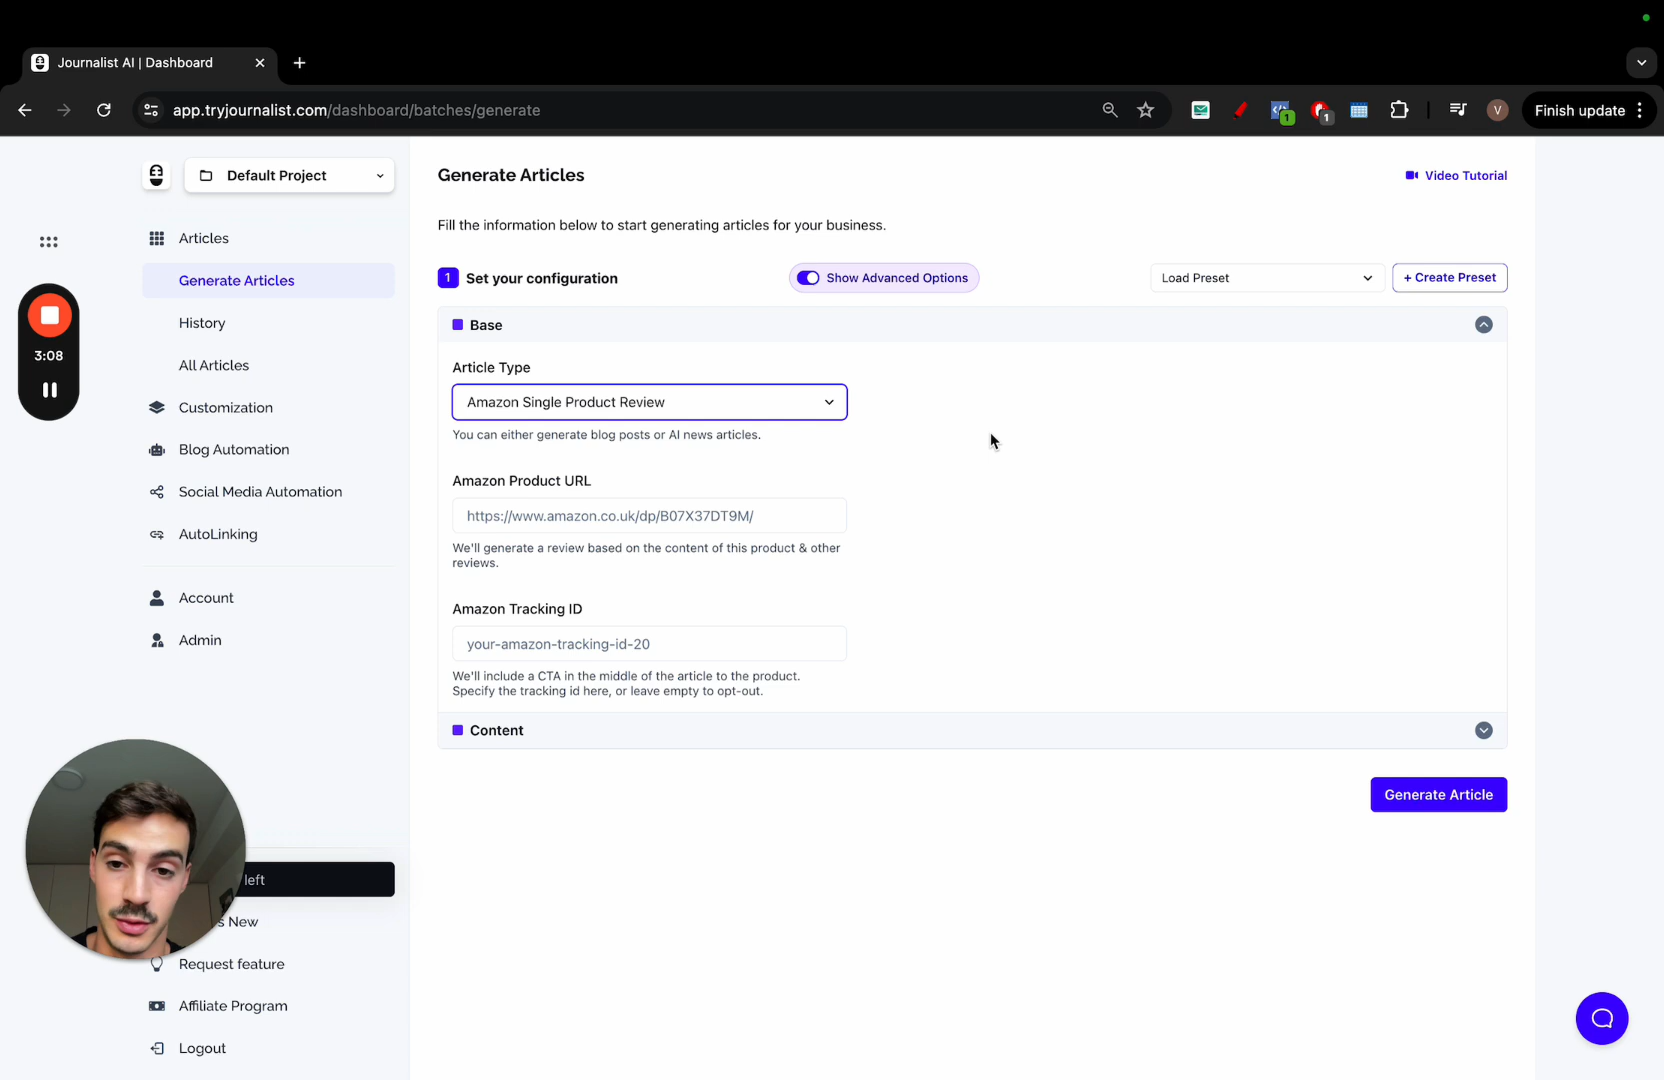 Journalist AI | Dashboard
app.tryjournalist.com/dashboard/batches/generate
1
1
V
Finish update
Default Project
Articles
Generate Articles
History
All Articles
Customization
Blog Automation
Social Media Automation
AutoLinking
Account
Admin
3:08
left
s New
Request feature
Affiliate Program
Logout
Generate Articles
Video Tutorial
Fill the information below to start generating articles for your business.
1 Set your configuration
Show Advanced Options
Load Preset
+ Create Preset
Base
Article Type
Amazon Single Product Review
You can either generate blog posts or AI news articles.
Amazon Product URL
https://www.amazon.co.uk/dp/B07X37DT9M/
We'll generate a review based on the content of this product & other
reviews.
Amazon Tracking ID
your-amazon-tracking-id-20
We'll include a CTA in the middle of the article to the product.
Specify the tracking id here, or leave empty to opt-out.
Content
Generate Article